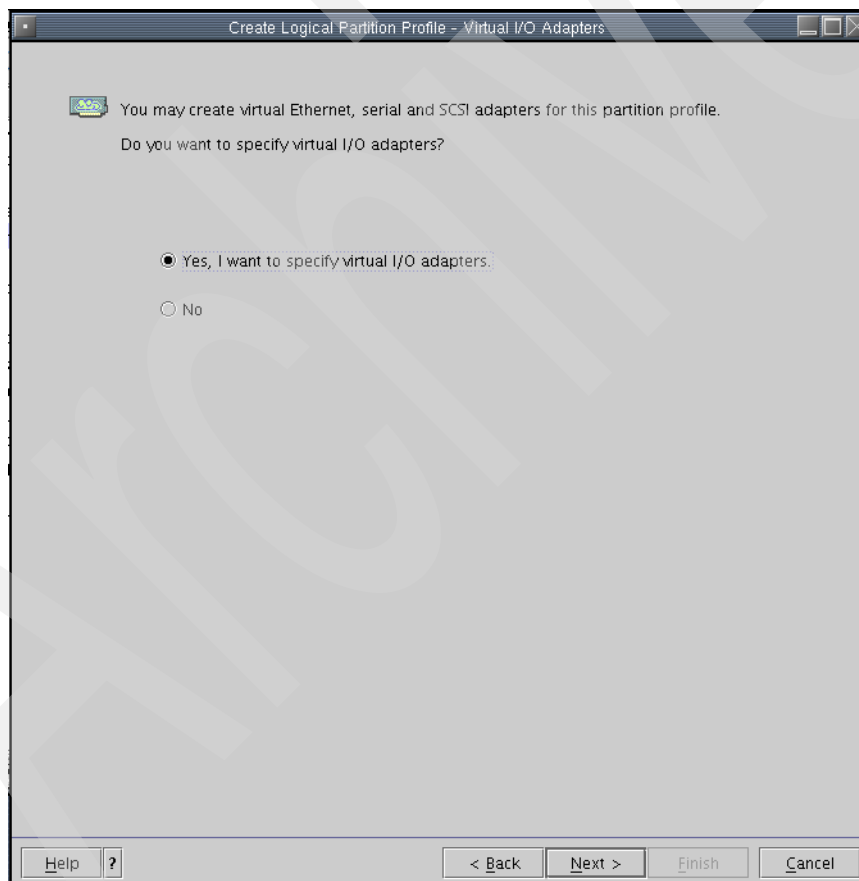 Create Logical Partition Profile - Virtual I/O Adapters
You may create virtual Ethernet, serial and SCSI adapters for this partition profile.
Do you want to specify virtual I/O adapters?
Yes, I want to specify virtual I/O adapters.
No
Help ? < Back Next > Finish Cancel